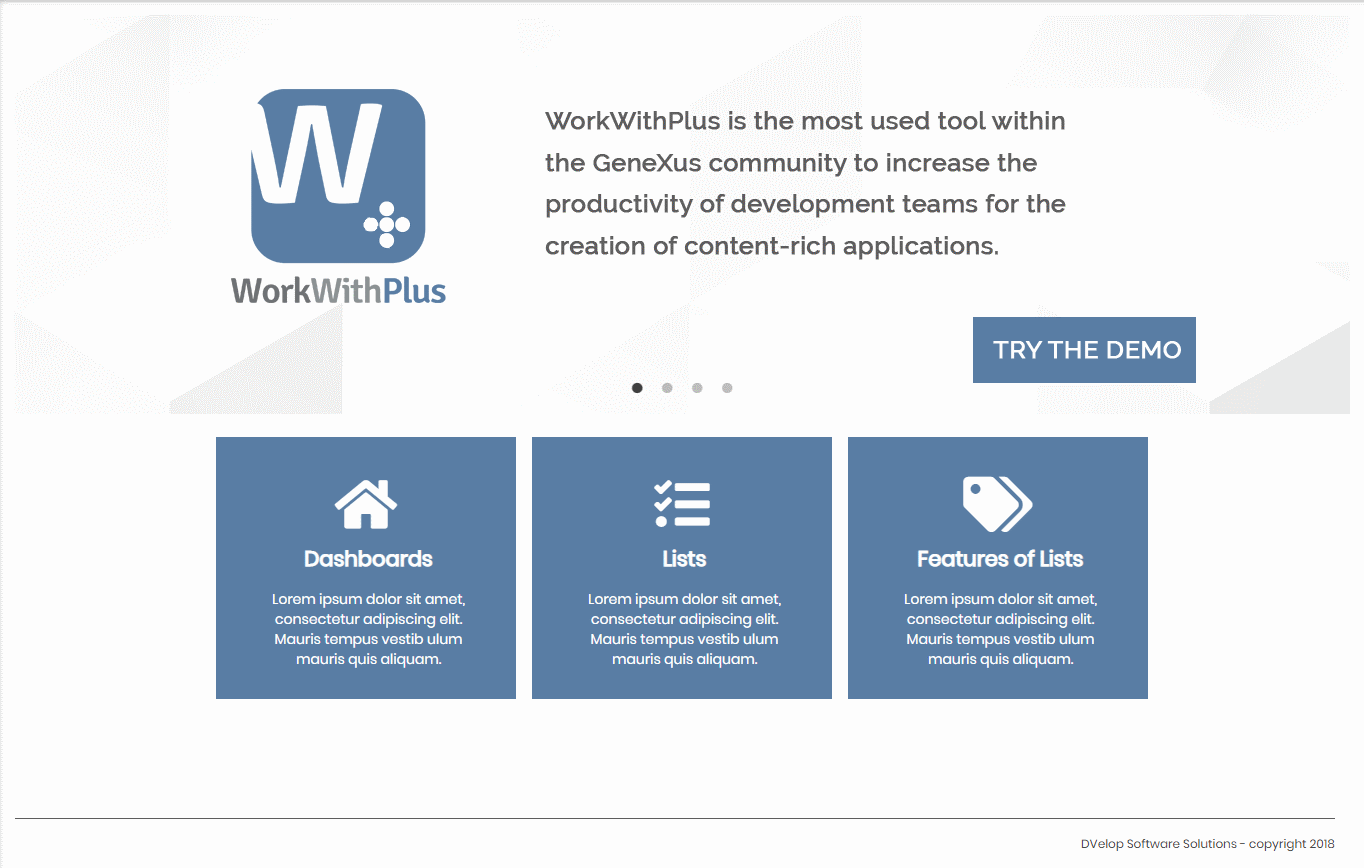 W
WorkWithPlus
WorkWithPlus is the most used tool within
the GeneXus community to increase the
productivity of development teams for the
creation of content-rich applications.
TRY THE DEMO
Dashboards
Lorem ipsum dolor sit amet,
consectetur adipiscing elit.
Mauris tempus vestib ulum
mauris quis aliquam.
Lists
Lorem ipsum dolor sit amet,
consectetur adipiscing elit.
Mauris tempus vestib ulum
mauris quis aliquam.
Features of Lists
Lorem ipsum dolor sit amet,
consectetur adipiscing elit.
Mauris tempus vestib ulum
mauris quis aliquam.
DVelop Software Solutions - copyright 2018